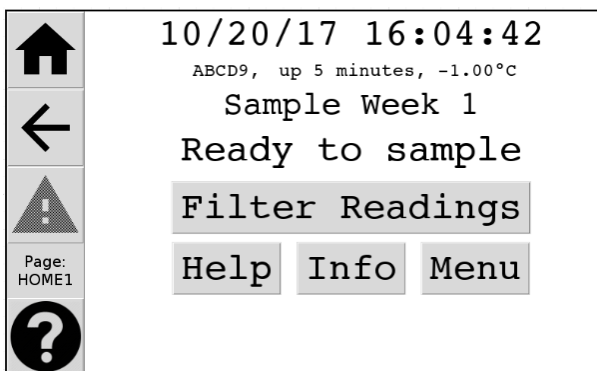 10/20/17 16:04:42
ABCD9, up 5 minutes, -1.00°C
Sample Week 1
Ready to sample
Filter Readings
Help Info Menu
Page:
HOME1
?